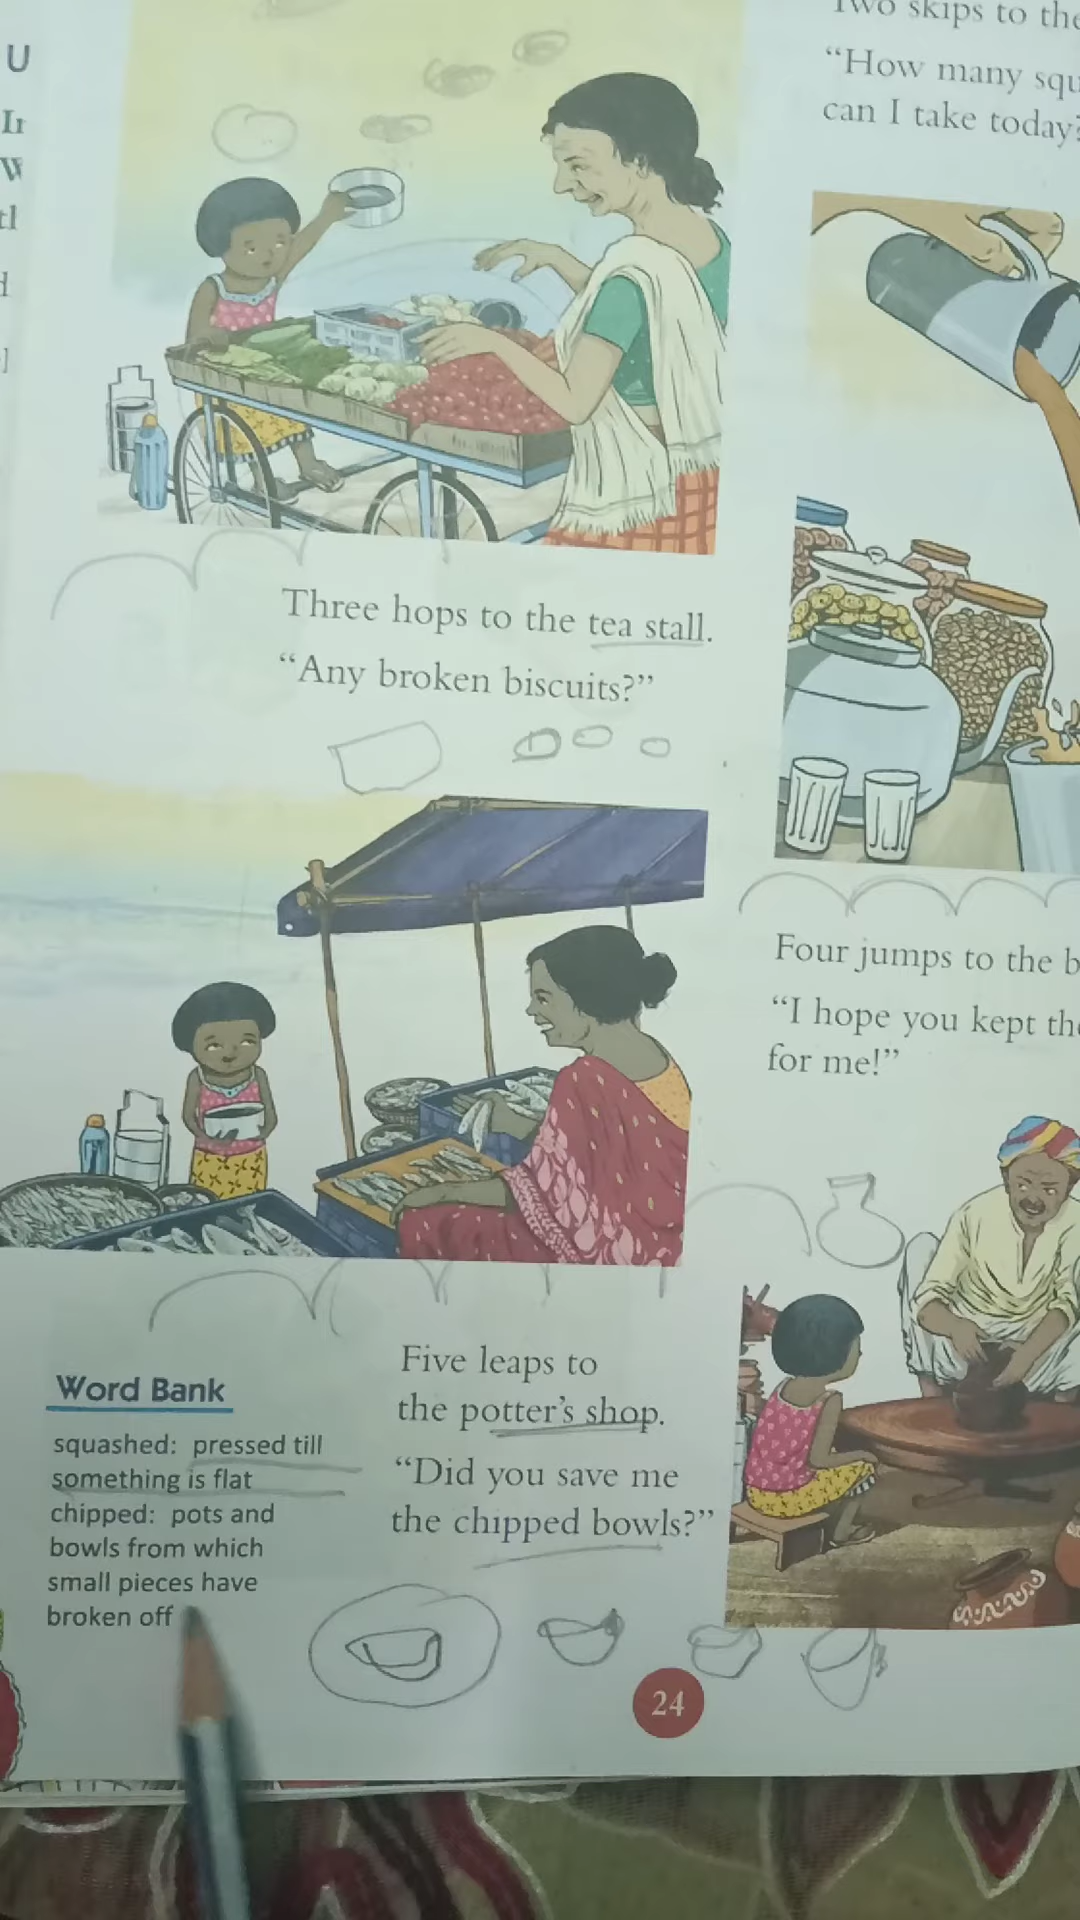 U
skips to the
“How many
can I take today?
Three hops to the tea stall.
“Any broken biscuits?”
Four jumps to the
“I hope you kept
for me!”
Five leaps to
the potter’s shop.
“Did you save me
the chipped bowls?”
Word Bank
squashed: pressed till
something is flat
chipped: pots and
bowls from which
small pieces have
broken off
24